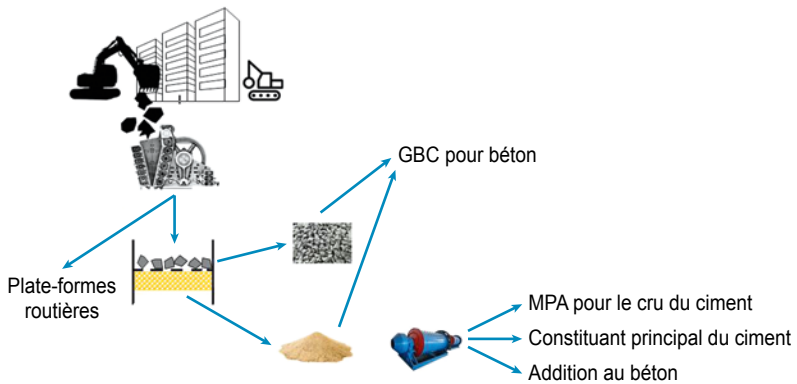 GBC pour béton
Plate-formes
routières
MPA pour le cru du ciment
Constituant principal du ciment
Addition au béton